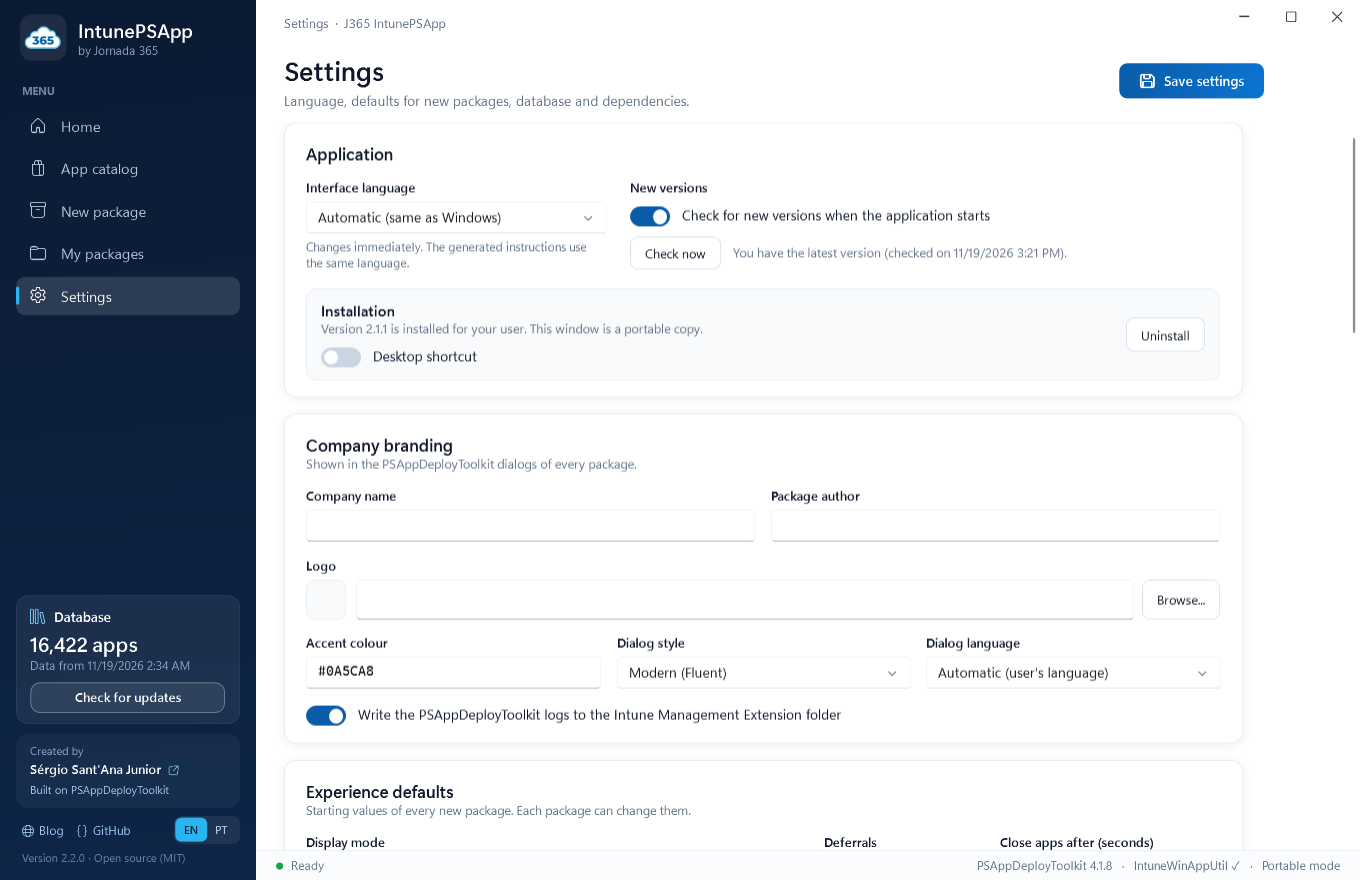 365
IntunePSApp
by Jornada 365
MENU
Home
App catalog
New package
My packages
Settings
Database
16,422 apps
Data from 11/19/2026 2:34 AM
Check for updates
Created by
Sérgio Sant'Ana Junior
Built on PSAppDeployToolkit
Blog
GitHub
EN
PT
Version 2.2.0 · Open source (MIT)
Settings · J365 IntunePSApp
Settings
Language, defaults for new packages, database and dependencies.
Save settings
Application
Interface language
Automatic (same as Windows)
Changes immediately. The generated instructions use
the same language.
New versions
Check for new versions when the application starts
Check now
You have the latest version (checked on 11/19/2026 3:21 PM).
Installation
Version 2.1.1 is installed for your user. This window is a portable copy.
Desktop shortcut
Uninstall
Company branding
Shown in the PSAppDeployToolkit dialogs of every package.
Company name
Package author
Logo
Browse...
Accent colour
Dialog style
Dialog language
#0A5CA8
Modern (Fluent)
Automatic (user's language)
Write the PSAppDeployToolkit logs to the Intune Management Extension folder
Experience defaults
Starting values of every new package. Each package can change them.
Display mode
Deferrals
Close apps after (seconds)
Ready
PSAppDeployToolkit 4.1.8 · IntuneWinAppUtil ✓ · Portable mode